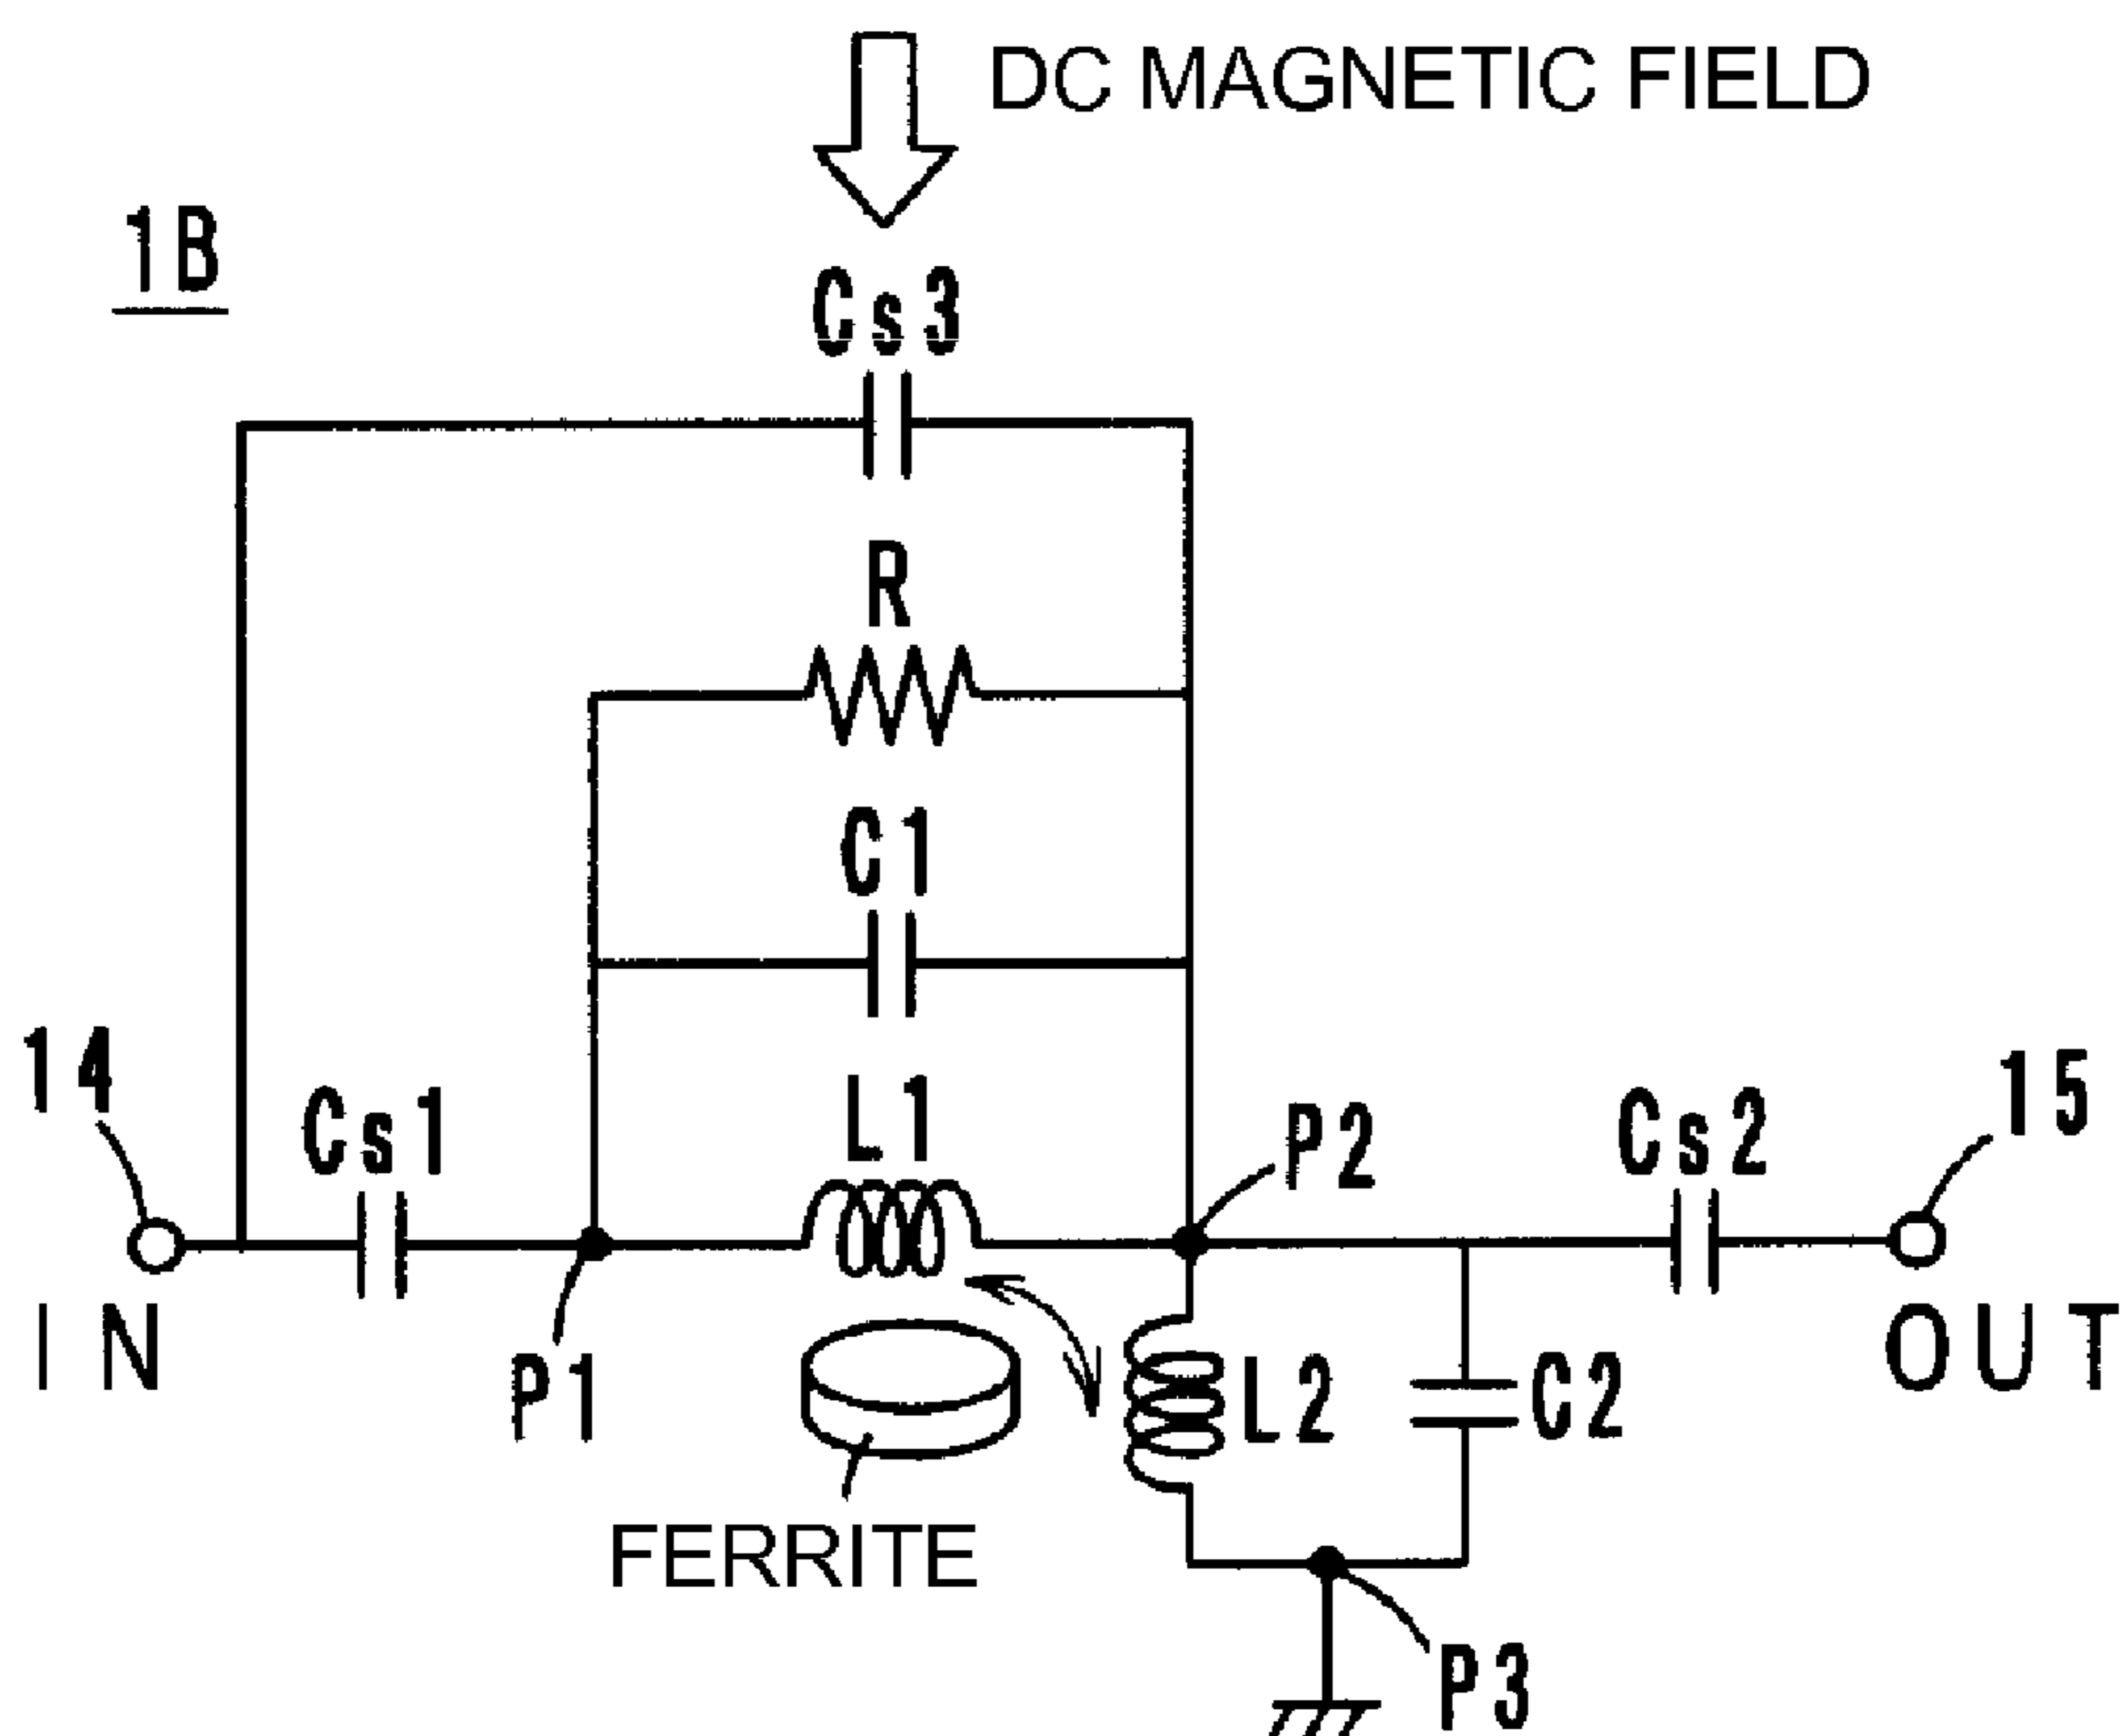 DC MAGNETIC FIELD
1B
Cs3
R
C1
14
Cs1
L1
P2
Cs2
15
IN
P1
L2
C2
OUT
FERRITE
P3